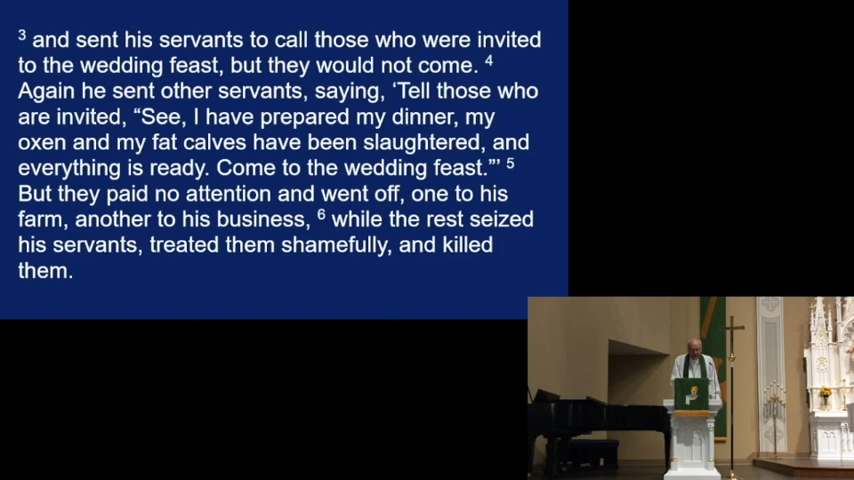 3 and sent his servants to call those who were invited
to the wedding feast, but they would not come. 4
Again he sent other servants, saying, ‘Tell those who
are invited, “See, I have prepared my dinner, my
oxen and my fat calves have been slaughtered, and
everything is ready. Come to the wedding feast.”’ 5
But they paid no attention and went off, one to his
farm, another to his business, 6 while the rest seized
his servants, treated them shamefully, and killed
them.